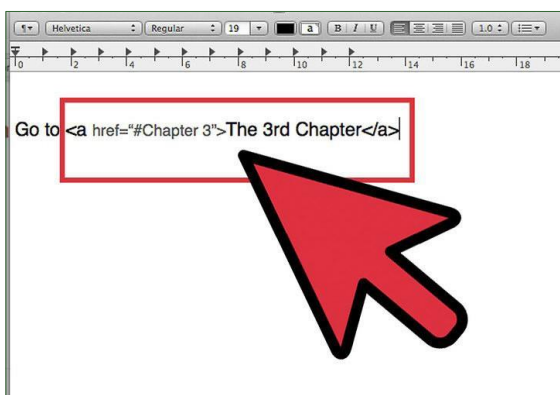 ¶ Helvetica Regular 19 a B I U 1.0
0 2 4 6 8 10 12 14 16 18
Go to <a href=“#Chapter 3”>The 3rd Chapter</a>